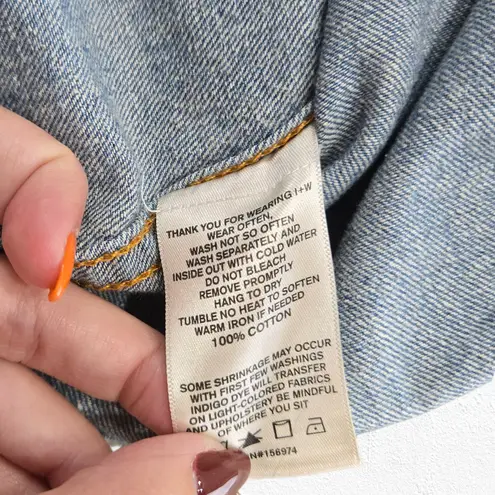 THANK YOU FOR WEARING I+W
WEAR OFTEN,
WASH NOT SO OFTEN
WASH SEPARATELY AND
INSIDE OUT WITH COLD WATER
DO NOT BLEACH
REMOVE PROMPTLY
HANG TO DRY
TUMBLE NO HEAT TO SOFTEN
WARM IRON IF NEEDED
100% COTTON
SOME SHRINKAGE MAY OCCUR
WITH FIRST FEW WASHINGS
INDIGO DYE WILL TRANSFER
ON LIGHT-COLORED FABRICS
AND UPHOLSTERY BE MINDFUL
OF WHERE YOU SIT
N#156974